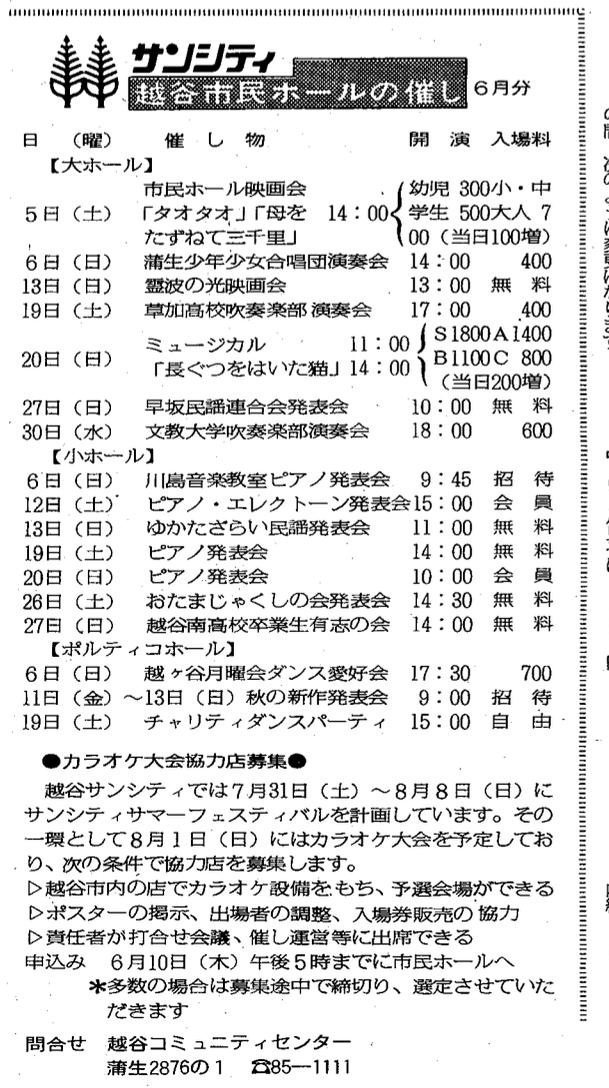 サンシティ
越谷市民ホールの催し 6月分
日 (曜) 催し物 開演 入場料
【大ホール】
5日(土) 市民ホール映画会「タオタオ」「母をたずねて三千里」 14:00 幼児 300小・中学生 500大人 700(当日100増)
6日(日) 蒲生少年少女合唱団演奏会 14:00 400
13日(日) 霊波の光映画会 13:00 無料
19日(土) 草加高校吹奏楽部演奏会 17:00 400
20日(日) ミュージカル「長ぐつをはいた猫」 11:00 14:00 S1800A1400 B1100C 800(当日200増)
27日(日) 早坂民謡連合会発表会 10:00 無料
30日(水) 文教大学吹奏楽部演奏会 18:00 600
【小ホール】
6日(日) 川島音楽教室ピアノ発表会 9:45 招待
12日(土) ピアノ・エレクトーン発表会 15:00 会員
13日(日) ゆかたざらい民謡発表会 11:00 無料
19日(土) ピアノ発表会 14:00 無料
20日(日) ピアノ発表会 10:00 会員
26日(土) おたまじゃくしの会発表会 14:30 無料
27日(日) 越谷南高校卒業生有志の会 14:00 無料
【ポルティコホール】
6日(日) 越ヶ谷月曜会ダンス愛好会 17:30 700
11日(金)~13日(日) 秋の新作発表会 9:00 招待
19日(土) チャリティダンスパーティ 15:00 自由
●カラオケ大会協力店募集●
越谷サンシティでは7月31日(土)~8月8日(日)に
サンシティサマーフェスティバルを計画しています。その
一環として8月1日(日)にはカラオケ大会を予定してお
り、次の条件で協力店を募集します。
▷越谷市内の店でカラオケ設備をもち、予選会場ができる
▷ポスターの掲示、出場者の調整、入場券販売の協力
▷責任者が打合せ会議、催し運営等に出席できる
申込み 6月10日(木)午後5時までに市民ホールへ
*多数の場合は募集途中で締切り、選定させていた
だきます
問合せ 越谷コミュニティセンター
蒲生2876の1 ☎85―1111